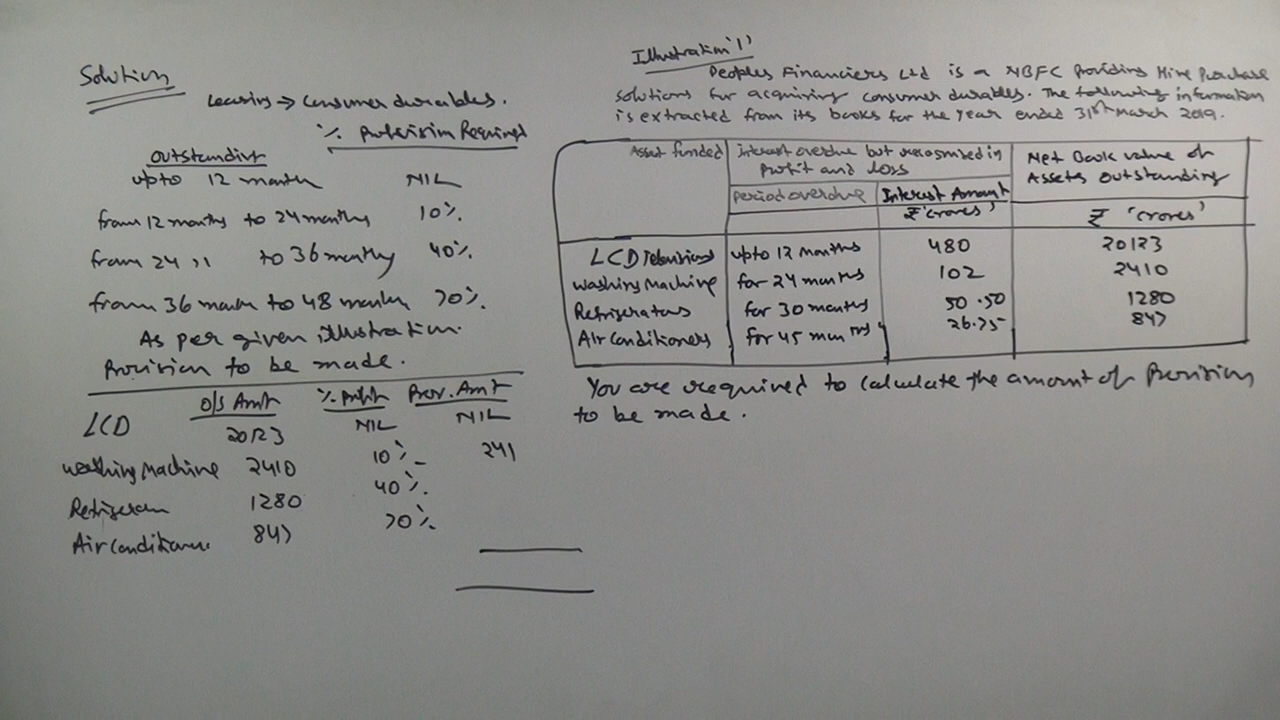 Solution
Leasing → Consumer durables.
% Provision Required
Outstanding
upto 12 month NIL
from 12 months to 24 months 10%
from 24 ,, to 36 months 40%
from 36 month to 48 months 70%.
As per given illustration.
Provision to be made.
O/S Amt % Prov. Amt
LCD 20123 NIL NIL
Washing Machine 2410 10% 241
Refrigerator 1280 40%.
Air Conditioner 847 70%.
Illustration '1'
Peoples Financiers Ltd is a NBFC providing Hire Purchase
solutions for acquiring consumer durables. The following information
is extracted from its books for the year ended 31st March 2019.
Asset funded Interest overdue but recognised in Profit and loss Net Book value of Assets outstanding
Period overdue Interest Amount
₹ 'crores' ₹ 'crores'
LCD Televisions upto 12 months 480 20123
Washing Machine for 24 months 102 2410
Refrigerators for 30 months 50.50 1280
Air Conditioners for 45 months 26.75 847
You are required to calculate the amount of Provision
to be made.